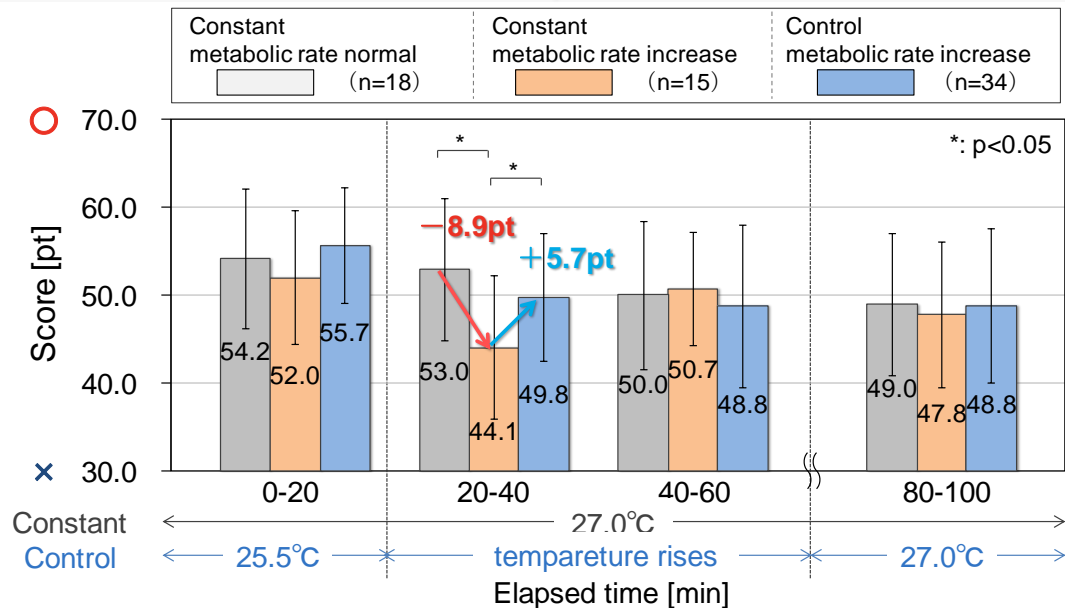 Constant
metabolic rate normal
（n=18）
Constant
metabolic rate increase
（n=15）
Control
metabolic rate increase
（n=34）
*: p<0.05
Score [pt]
70.0
60.0
50.0
40.0
30.0
*
*
−8.9pt
＋5.7pt
54.2
52.0
55.7
53.0
44.1
49.8
50.0
50.7
48.8
49.0
47.8
48.8
0-20
20-40
40-60
80-100
Constant
27.0℃
Control
25.5℃
tempareture rises
27.0℃
Elapsed time [min]